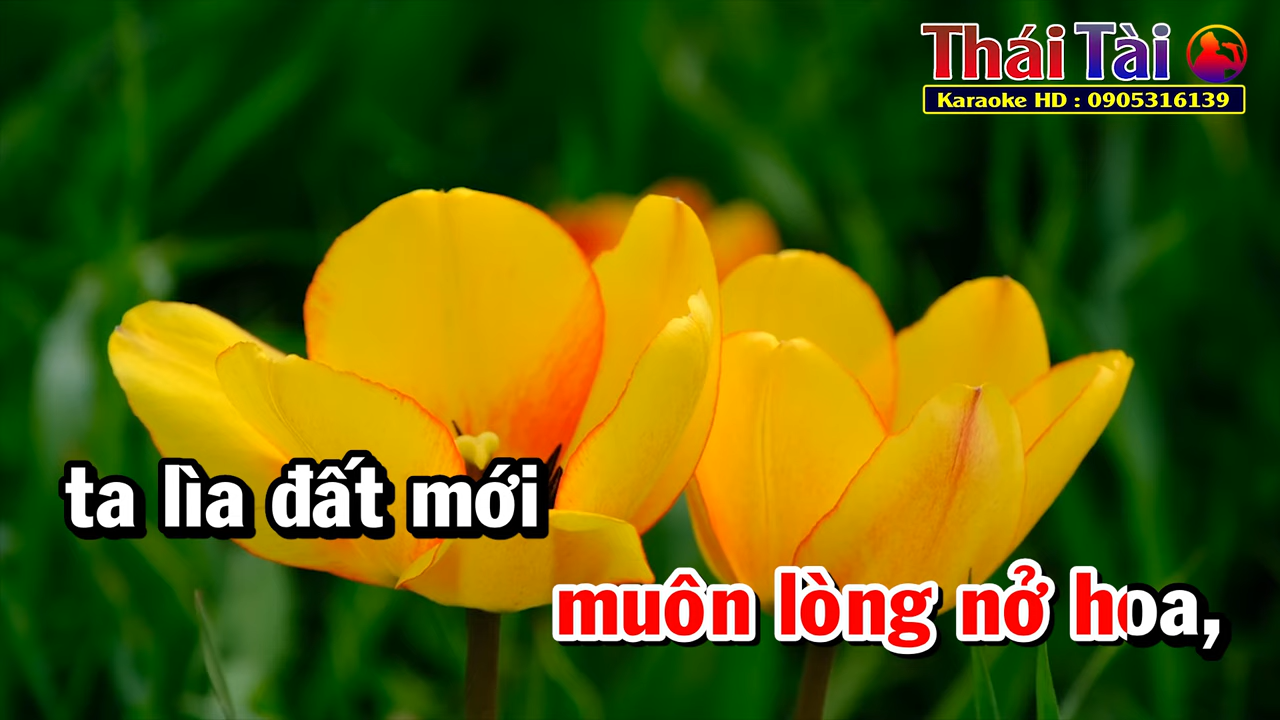 Thái Tài
Karaoke HD : 0905316139
ta lìa đất mới
muôn lòng nở hoa,